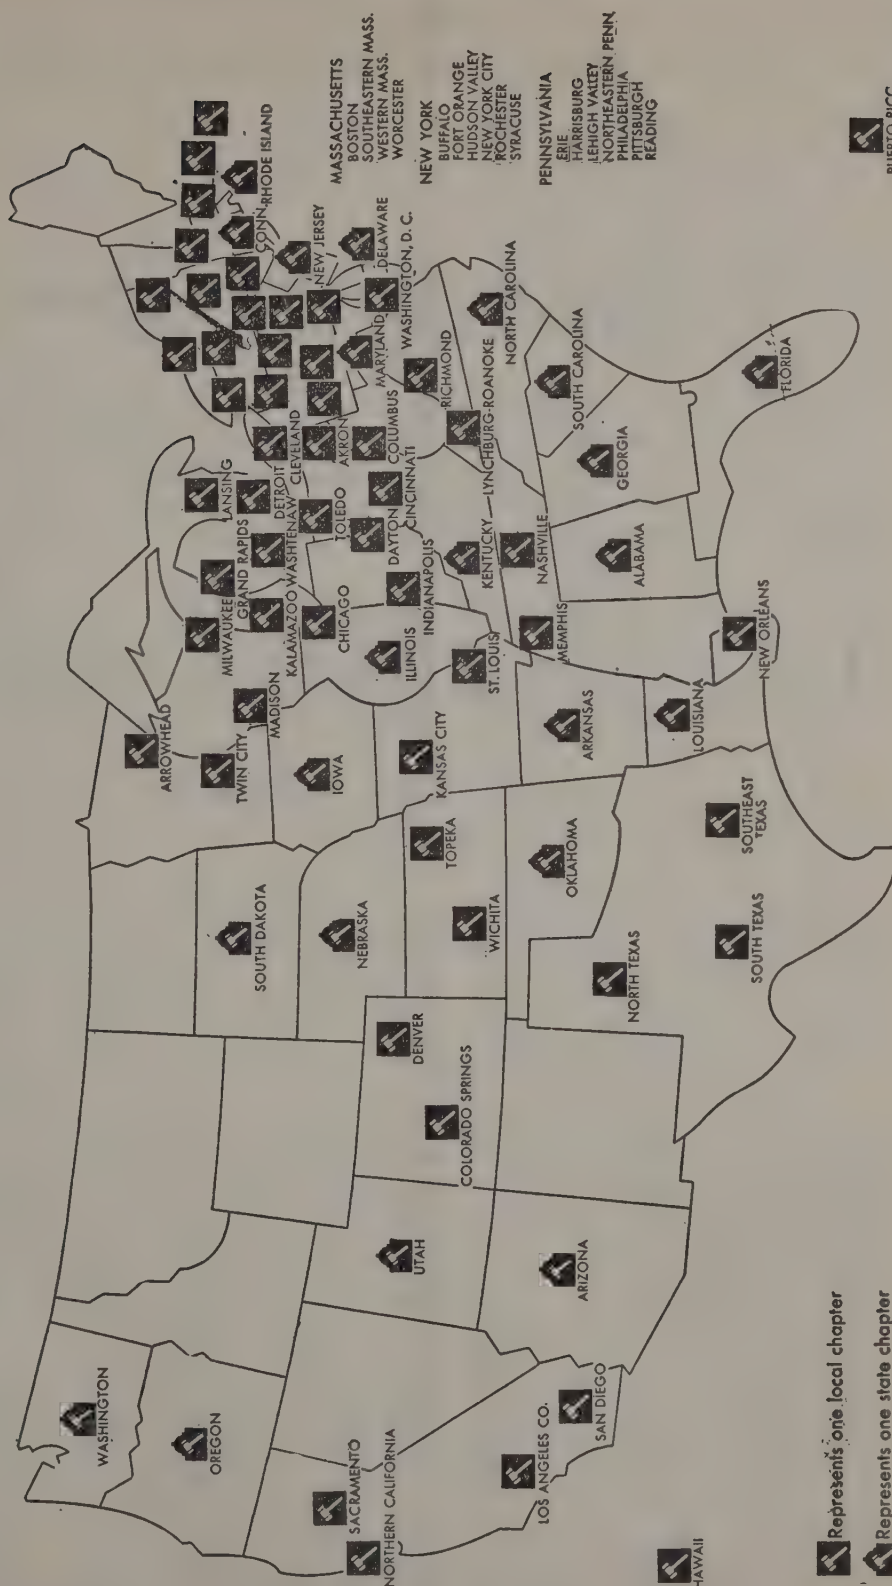 WASHINGTON
OREGON
SACRAMENTO
NORTHERN CALIFORNIA
LOS ANGELES CO.
SAN DIEGO
HAWAII
UTAH
ARIZONA
DENVER
COLORADO SPRINGS
SOUTH DAKOTA
NEBRASKA
TOPEKA
WICHITA
OKLAHOMA
NORTH TEXAS
SOUTH TEXAS
SOUTHEAST
TEXAS
ARROWHEAD
TWIN CITY
IOWA
KANSAS CITY
ARKANSAS
LOUISIANA
NEW ORLEANS
MADISON
MILWAUKEE
GRAND RAPIDS
LANSING
KALAMAZOO
WASHTENAW
DETROIT
CHICAGO
ILLINOIS
ST. LOUIS
MEMPHIS
INDIANAPOLIS
TOLEDO
CLEVELAND
AKRON
DAYTON
CINCINNATI
COLUMBUS
KENTUCKY
NASHVILLE
ALABAMA
GEORGIA
FLORIDA
SOUTH CAROLINA
NORTH CAROLINA
LYNCHBURG-ROANOKE
RICHMOND
MARYLAND
WASHINGTON, D. C.
DELAWARE
NEW JERSEY
CONN.
RHODE ISLAND
MASSACHUSETTS
BOSTON
SOUTHEASTERN MASS.
WESTERN MASS.
WORCESTER
NEW YORK
BUFFALO
FORT ORANGE
HUDSON VALLEY
NEW YORK CITY
ROCHESTER
SYRACUSE
PENNSYLVANIA
ERIE
HARRISBURG
LEHIGH VALLEY
NORTHEASTERN PENN.
PHILADELPHIA
PITTSBURGH
READING
PUERTO RICO
Represents one local chapter
Represents one state chapter